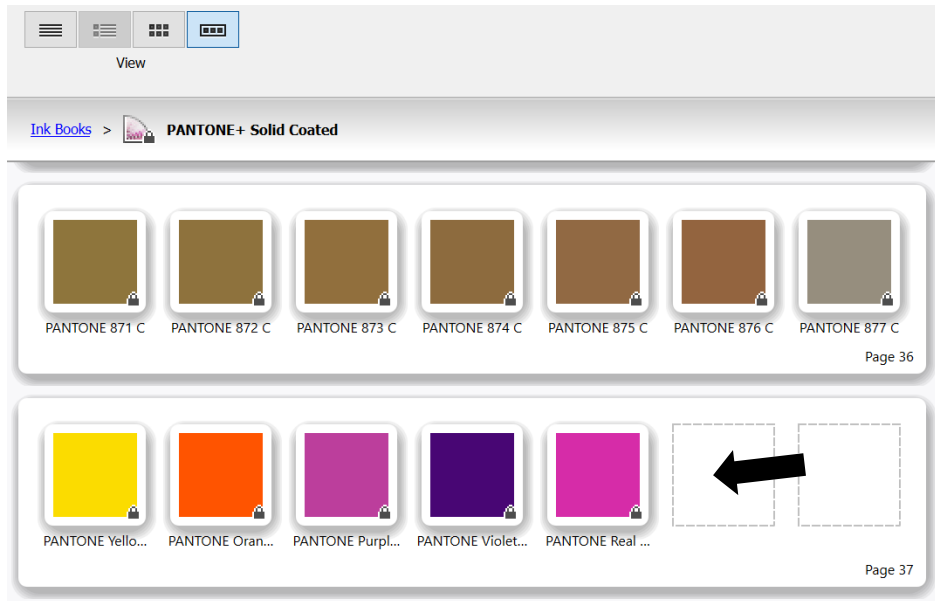 View
Ink Books > PANTONE+ Solid Coated
PANTONE 871 C PANTONE 872 C PANTONE 873 C PANTONE 874 C PANTONE 875 C PANTONE 876 C PANTONE 877 C
Page 36
PANTONE Yello... PANTONE Oran... PANTONE Purpl... PANTONE Violet... PANTONE Real ...
Page 37